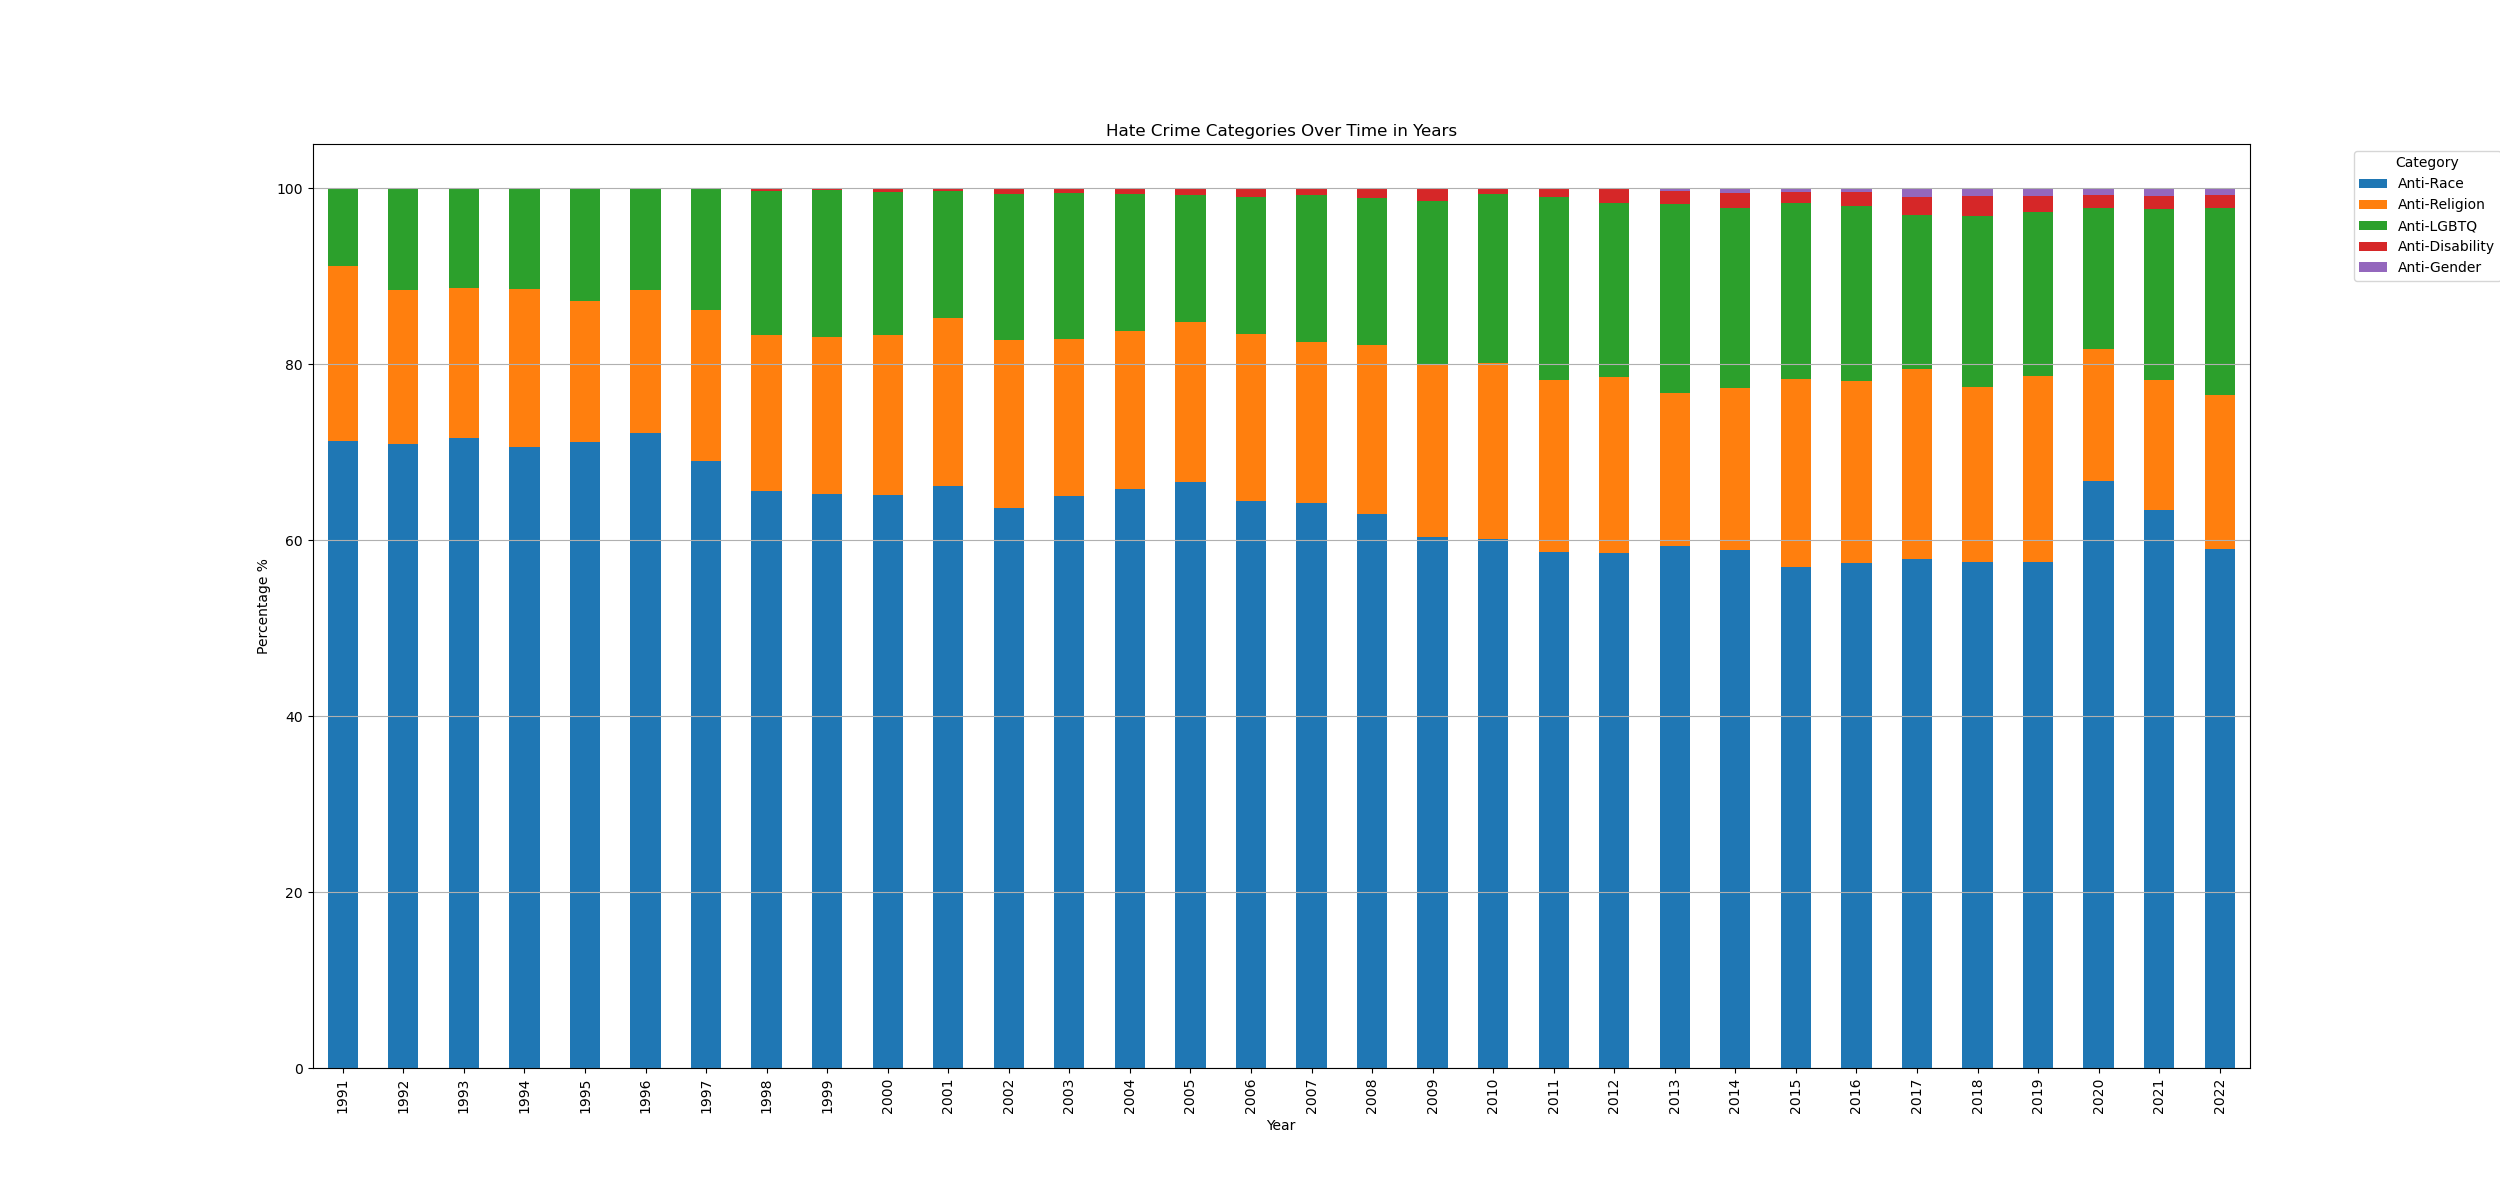 Hate Crime Categories Over Time in Years
Category
Anti-Race
Anti-Religion
Anti-LGBTQ
Anti-Disability
Anti-Gender
Percentage %
100
80
60
40
20
0
1991 1992 1993 1994 1995 1996 1997 1998 1999 2000 2001 2002 2003 2004 2005 2006 2007 2008 2009 2010 2011 2012 2013 2014 2015 2016 2017 2018 2019 2020 2021 2022
Year